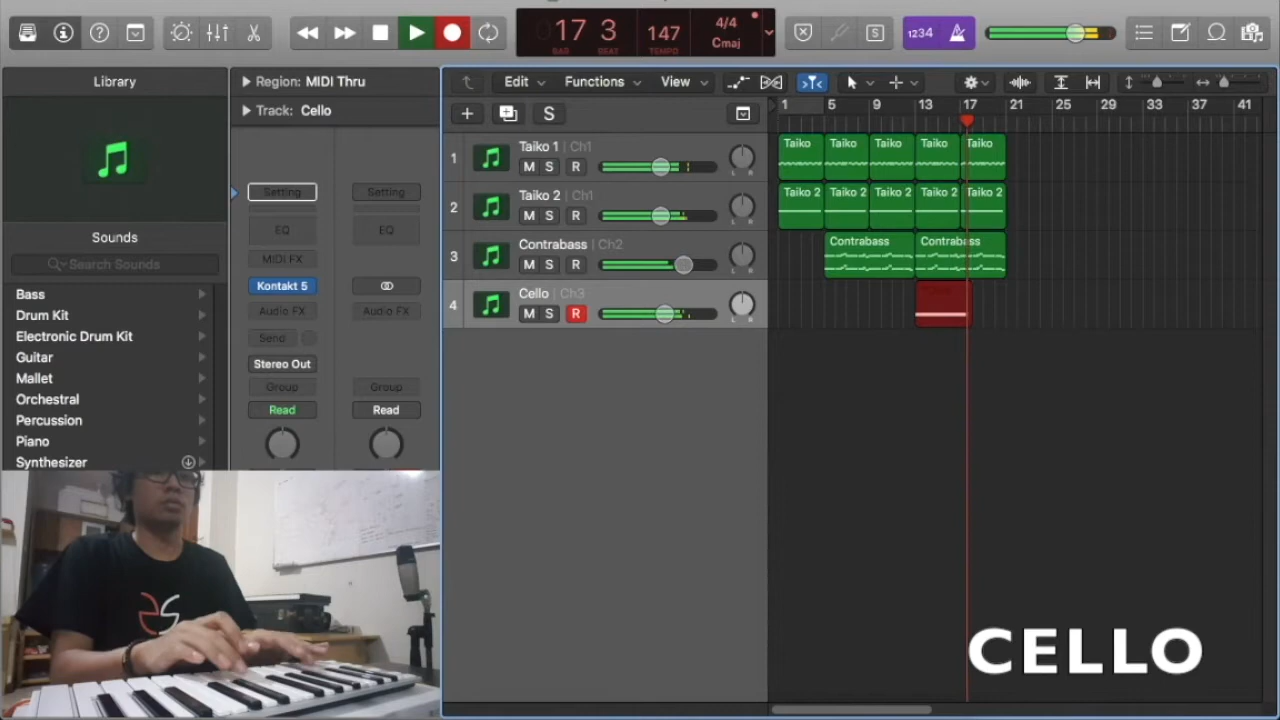 17 3
BAR BEAT
147
TEMPO
4/4
Cmaj
1234
S
Library
Region: MIDI Thru
Track: Cello
Edit
Functions
View
S
1 5 9 13 17 21 25 29 33 37 41
Setting Setting
EQ EQ
MIDI FX
Kontakt 5
Audio FX Audio FX
Send
Stereo Out
Group Group
Read Read
Sounds
Search Sounds
Bass
Drum Kit
Electronic Drum Kit
Guitar
Mallet
Orchestral
Percussion
Piano
Synthesizer
1 Taiko 1 Ch1
M S R
L R
Taiko Taiko Taiko Taiko Taiko
2 Taiko 2 Ch1
M S R
L R
Taiko 2 Taiko 2 Taiko 2 Taiko 2 Taiko 2
3 Contrabass Ch2
M S R
L R
Contrabass Contrabass
4 Cello Ch3
M S R
L R
CELLO